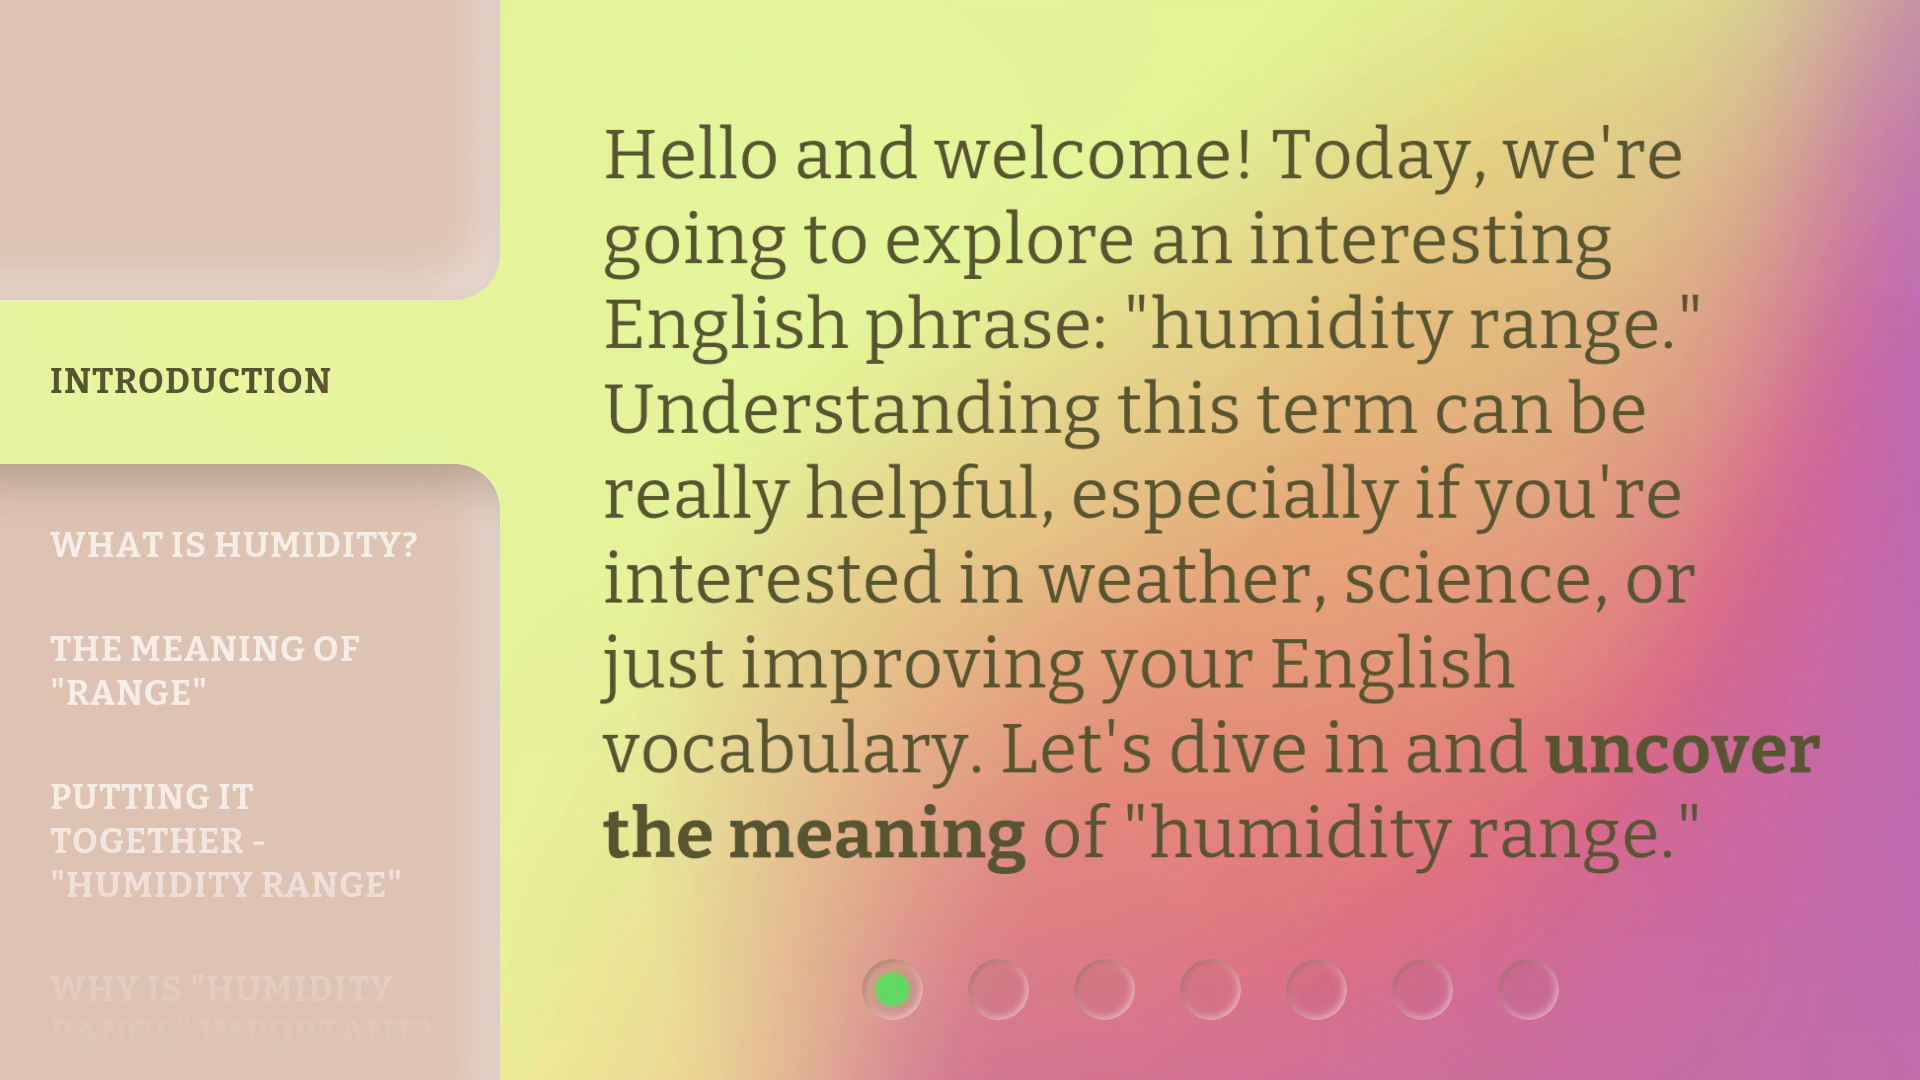 INTRODUCTION
WHAT IS HUMIDITY?
THE MEANING OF
"RANGE"
PUTTING IT
TOGETHER -
"HUMIDITY RANGE"
WHY IS "HUMIDITY
RANGE" IMPORTANT?
Hello and welcome! Today, we're
going to explore an interesting
English phrase: "humidity range."
Understanding this term can be
really helpful, especially if you're
interested in weather, science, or
just improving your English
vocabulary. Let's dive in and uncover
the meaning of "humidity range."